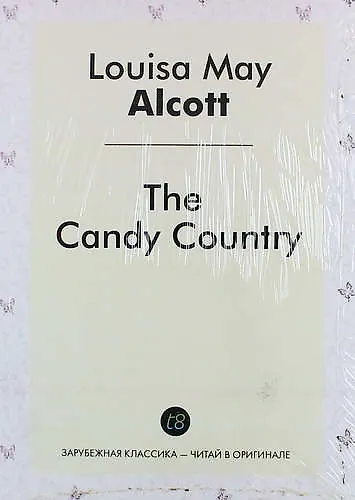 Louisa May
Alcott
The
Candy Country
t8
ЗАРУБЕЖНАЯ КЛАССИКА — ЧИТАЙ В ОРИГИНАЛЕ